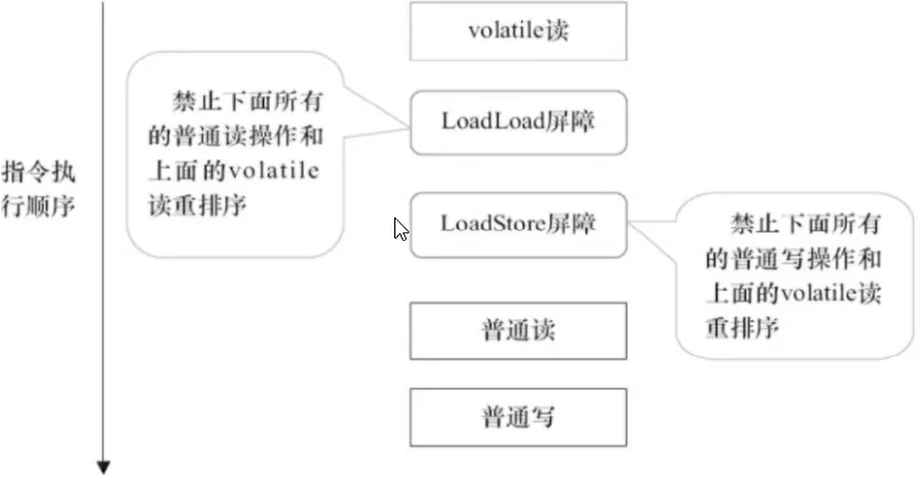 volatile读
禁止下面所有
的普通读操作和
上面的volatile
读重排序
LoadLoad屏障
指令执
行顺序
LoadStore屏障
禁止下面所有
的普通写操作和
上面的volatile读
重排序
普通读
普通写